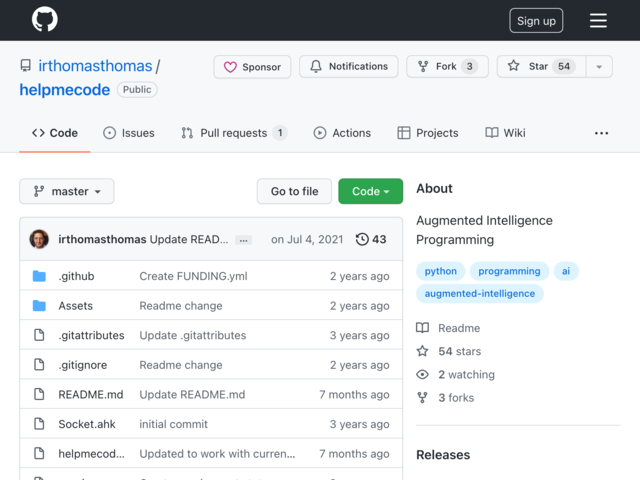 Sign up
irthomasthomas /
helpmecode Public
Sponsor
Notifications
Fork 3
Star 54
Code
Issues
Pull requests 1
Actions
Projects
Wiki
master
Go to file
Code
irthomasthomas Update READ... ... on Jul 4, 2021 43
.github Create FUNDING.yml 2 years ago
Assets Readme change 2 years ago
.gitattributes Update .gitattributes 3 years ago
.gitignore Readme change 2 years ago
README.md Update README.md 7 months ago
Socket.ahk initial commit 3 years ago
helpmecod... Updated to work with curren... 7 months ago
About
Augmented Intelligence
Programming
python programming ai
augmented-intelligence
Readme
54 stars
2 watching
3 forks
Releases